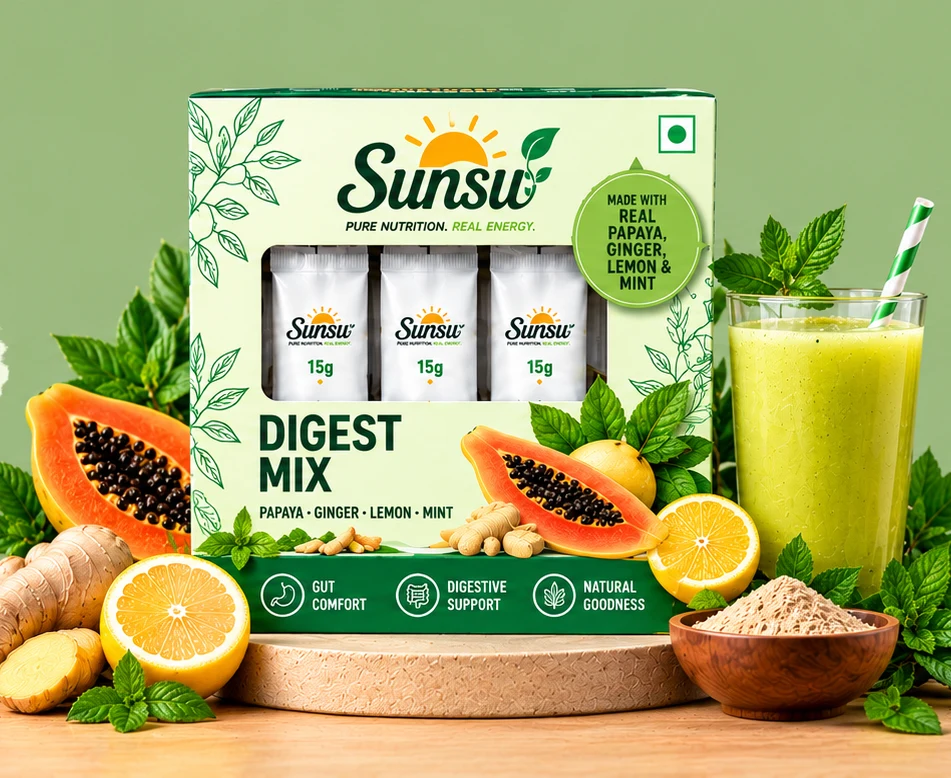 Sunsu
PURE NUTRITION. REAL ENERGY.
MADE WITH
REAL
PAPAYA,
GINGER,
LEMON &
MINT
Sunsu
PURE NUTRITION. REAL ENERGY.
15g
Sunsu
PURE NUTRITION. REAL ENERGY.
15g
Sunsu
PURE NUTRITION. REAL ENERGY.
15g
DIGEST
MIX
PAPAYA • GINGER • LEMON • MINT
GUT
COMFORT
DIGESTIVE
SUPPORT
NATURAL
GOODNESS